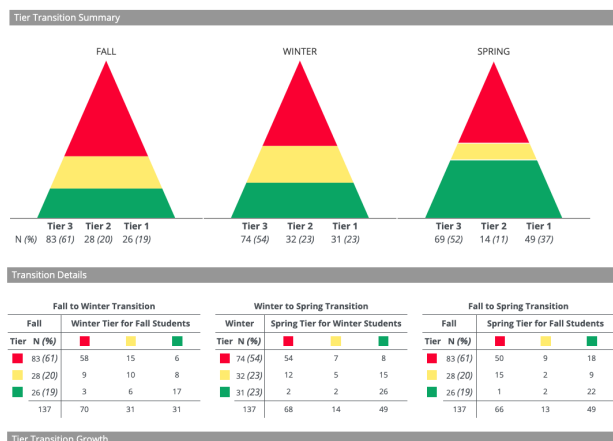 Tier Transition Summary
FALL WINTER SPRING
Tier 3 Tier 2 Tier 1 Tier 3 Tier 2 Tier 1 Tier 3 Tier 2 Tier 1
N (%) 83 (61) 28 (20) 26 (19) 74 (54) 32 (23) 31 (23) 69 (52) 14 (11) 49 (37)
Transition Details
Fall to Winter Transition Winter to Spring Transition Fall to Spring Transition
Fall Winter Tier for Fall Students Winter Spring Tier for Winter Students Fall Spring Tier for Fall Students
Tier N (%) Tier N (%) Tier N (%)
83 (61) 58 15 6 74 (54) 54 7 8 83 (61) 50 9 18
28 (20) 9 10 8 32 (23) 12 5 15 28 (20) 15 2 9
26 (19) 3 6 17 31 (23) 2 2 26 26 (19) 1 2 22
137 70 31 31 137 68 14 49 137 66 13 49
Tier Transition Growth